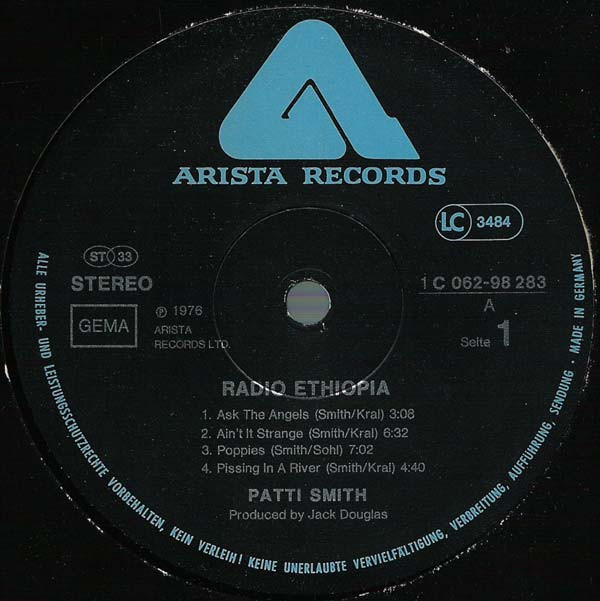 ARISTA RECORDS
LC 3484
ST 33
STEREO
GEMA
℗ 1976
ARISTA
RECORDS LTD.
1 C 062-98 283
A
Seite 1
RADIO ETHIOPIA
1. Ask The Angels (Smith/Kral) 3:08
2. Ain't It Strange (Smith/Kral) 6:32
3. Poppies (Smith/Sohl) 7:02
4. Pissing In A River (Smith/Kral) 4:40
PATTI SMITH
Produced by Jack Douglas
ALLE URHEBER- UND LEISTUNGSSCHUTZRECHTE VORBEHALTEN, KEIN VERLEIH! KEINE UNERLAUBTE VERVIELFÄLTIGUNG, VERBREITUNG, AUFFÜHRUNG, SENDUNG · MADE IN GERMANY